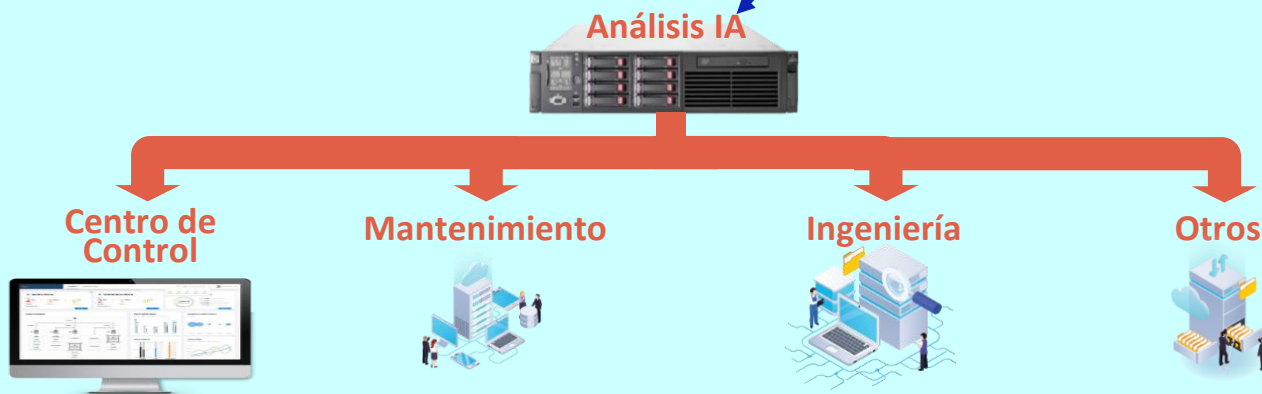 Análisis IA
Centro de
Control
Mantenimiento
Ingeniería
Otros